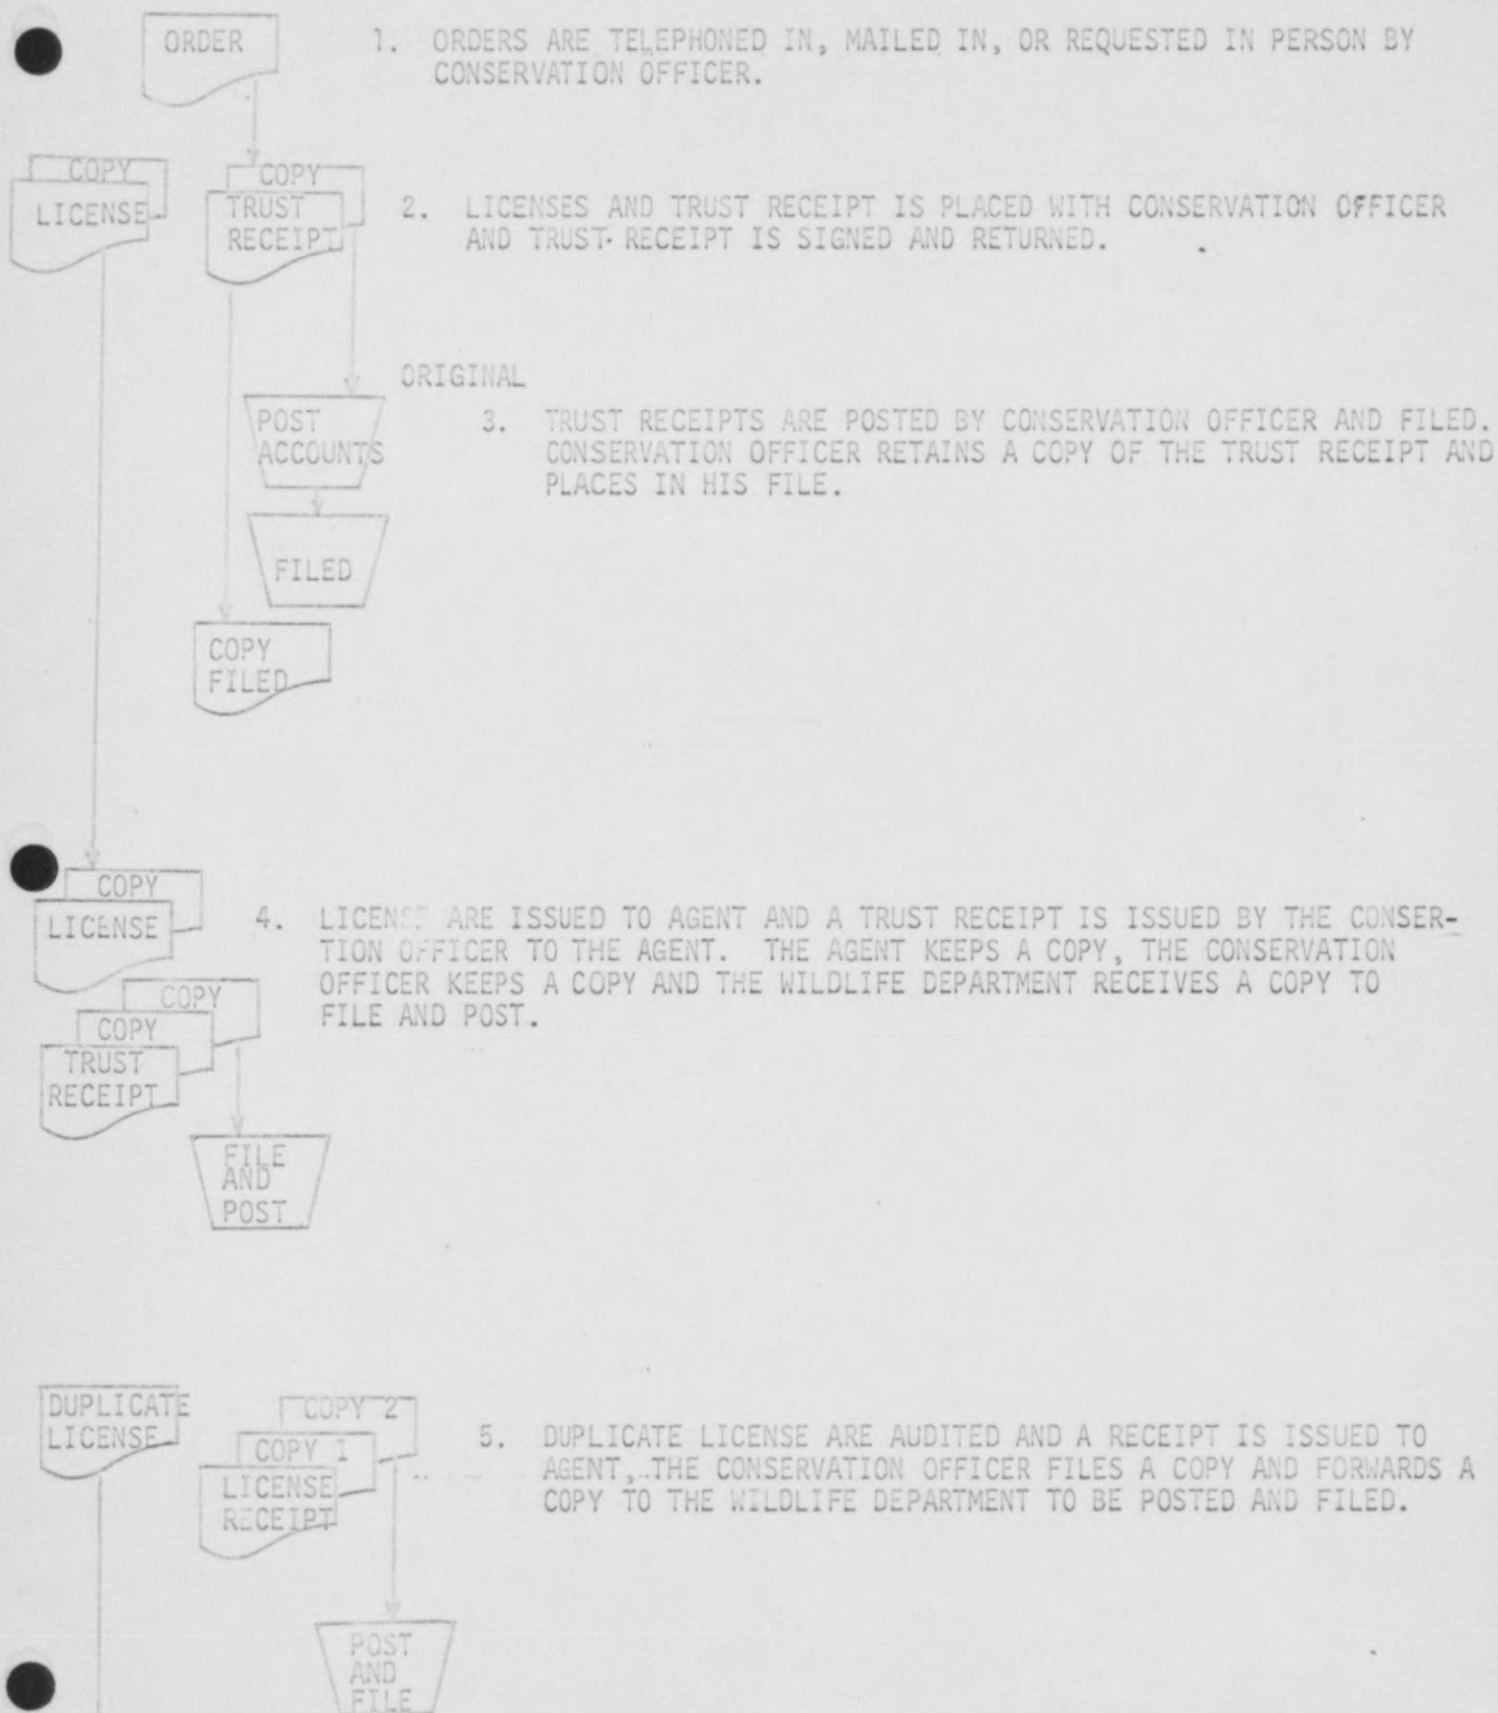 ORDER
1. ORDERS ARE TELEPHONED IN, MAILED IN, OR REQUESTED IN PERSON BY
CONSERVATION OFFICER.
COPY
LICENSE
COPY
TRUST
RECEIPT
2. LICENSES AND TRUST RECEIPT IS PLACED WITH CONSERVATION OFFICER
AND TRUST RECEIPT IS SIGNED AND RETURNED.
ORIGINAL
POST
ACCOUNTS
3. TRUST RECEIPTS ARE POSTED BY CONSERVATION OFFICER AND FILED.
CONSERVATION OFFICER RETAINS A COPY OF THE TRUST RECEIPT AND
PLACES IN HIS FILE.
FILED
COPY
FILED
COPY
LICENSE
4. LICENSE ARE ISSUED TO AGENT AND A TRUST RECEIPT IS ISSUED BY THE CONSER-
TION OFFICER TO THE AGENT. THE AGENT KEEPS A COPY, THE CONSERVATION
OFFICER KEEPS A COPY AND THE WILDLIFE DEPARTMENT RECEIVES A COPY TO
FILE AND POST.
COPY
COPY
TRUST
RECEIPT
FILE
AND
POST
DUPLICATE
LICENSE
COPY 2
COPY 1
LICENSE
RECEIPT
5. DUPLICATE LICENSE ARE AUDITED AND A RECEIPT IS ISSUED TO
AGENT, THE CONSERVATION OFFICER FILES A COPY AND FORWARDS A
COPY TO THE WILDLIFE DEPARTMENT TO BE POSTED AND FILED.
POST
AND
FILE